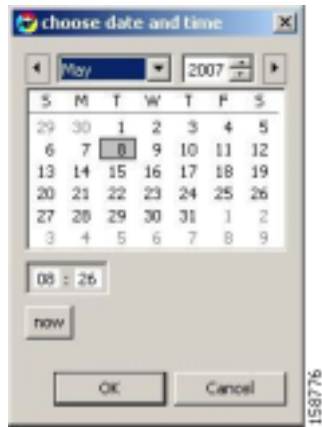 choose date and time
May 2007
S M T W T F S
29 30 1 2 3 4 5
6 7 8 9 10 11 12
13 14 15 16 17 18 19
20 21 22 23 24 25 26
27 28 29 30 31 1 2
3 4 5 6 7 8 9
08 : 26
now
OK Cancel
158776